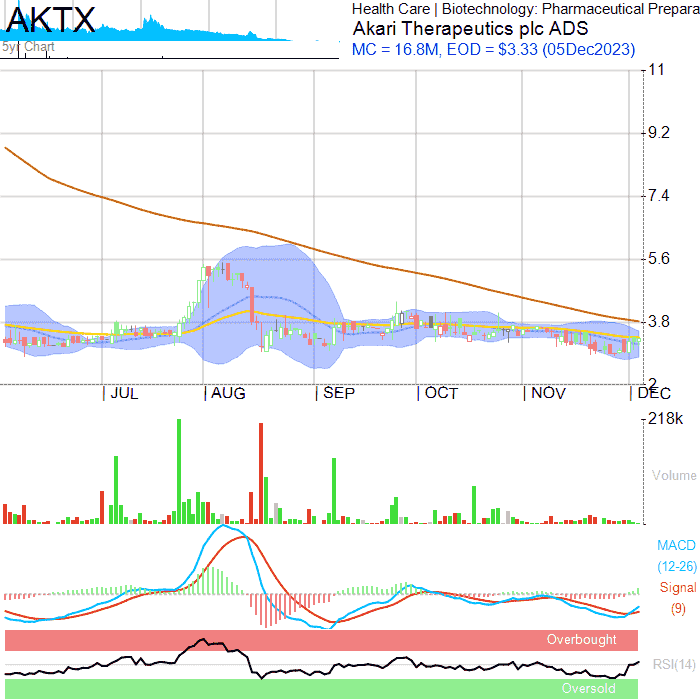 AKTX
5yr Chart
Health Care | Biotechnology: Pharmaceutical Prepara
Akari Therapeutics plc ADS
MC = 16.8M, EOD = $3.33 (05Dec2023)
11
9.2
7.4
5.6
3.8
2
JUL AUG SEP OCT NOV DEC
218k
Volume
MACD
(12-26)
Signal
(9)
Overbought
RSI(14)
Oversold